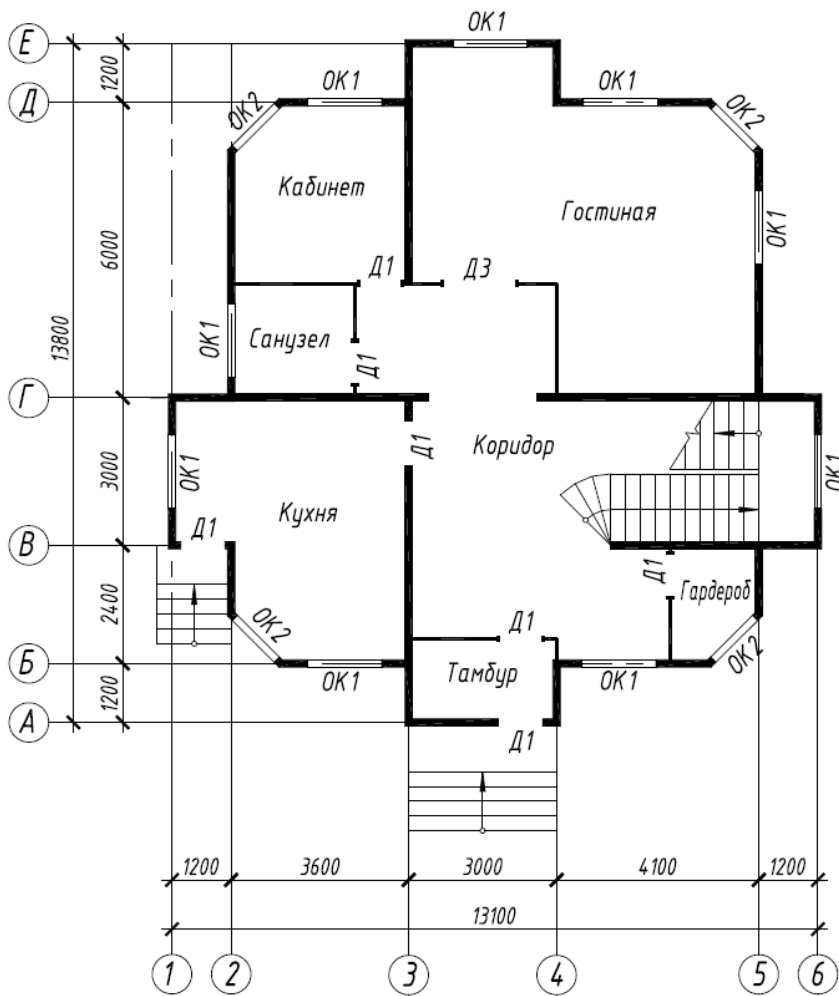 ОК1
Е
1200
ОК1
ОК1
Д
ОК2
ОК2
Кабинет
Гостиная
ОК1
6000
Д1
Д3
13800
ОК1
Санузел
Д1
Г
ОК1
Д1
Коридор
ОК1
3000
Кухня
Д1
В
Д1
Гардероб
2400
ОК2
Д1
ОК2
Б
ОК1
Тамбур
ОК1
1200
А
Д1
1200
3600
3000
4100
1200
13100
1
2
3
4
5
6